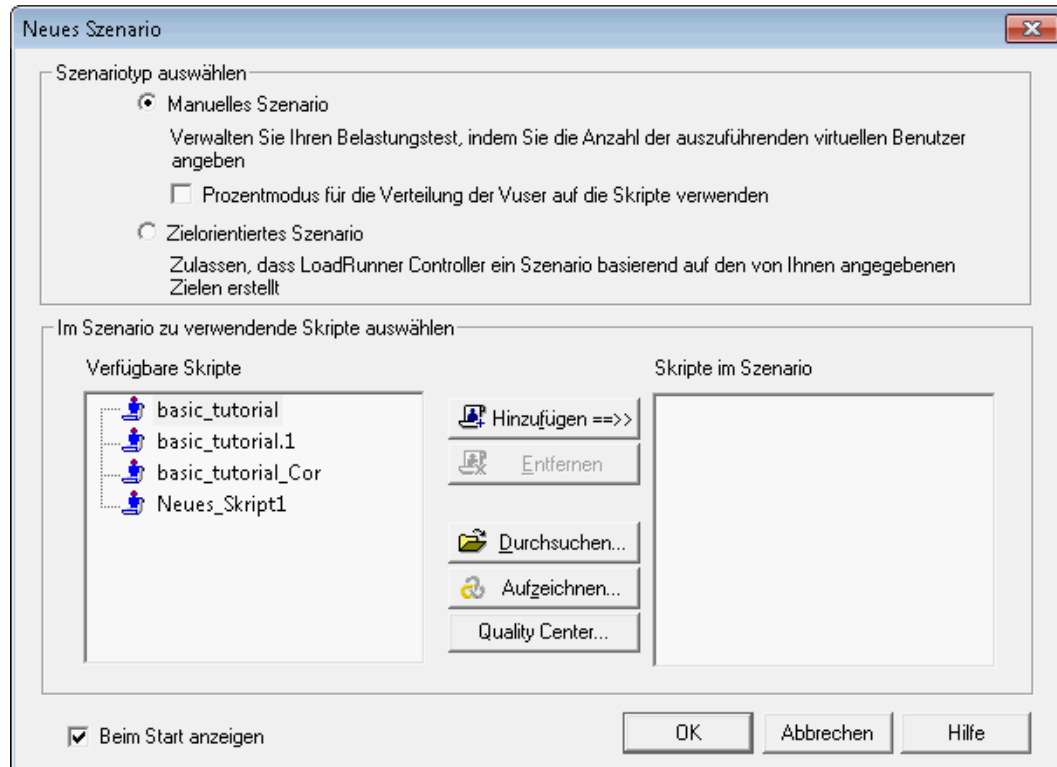 Neues Szenario
Szenariotyp auswählen
Manuelles Szenario
Verwalten Sie Ihren Belastungstest, indem Sie die Anzahl der auszuführenden virtuellen Benutzer
angeben
Prozentmodus für die Verteilung der Vuser auf die Skripte verwenden
Zielorientiertes Szenario
Zulassen, dass LoadRunner Controller ein Szenario basierend auf den von Ihnen angegebenen
Zielen erstellt
Im Szenario zu verwendende Skripte auswählen
Verfügbare Skripte
basic_tutorial
basic_tutorial.1
basic_tutorial_Cor
Neues_Skript1
Hinzufügen ==>>
Entfernen
Durchsuchen...
Aufzeichnen...
Quality Center...
Skripte im Szenario
Beim Start anzeigen
OK
Abbrechen
Hilfe